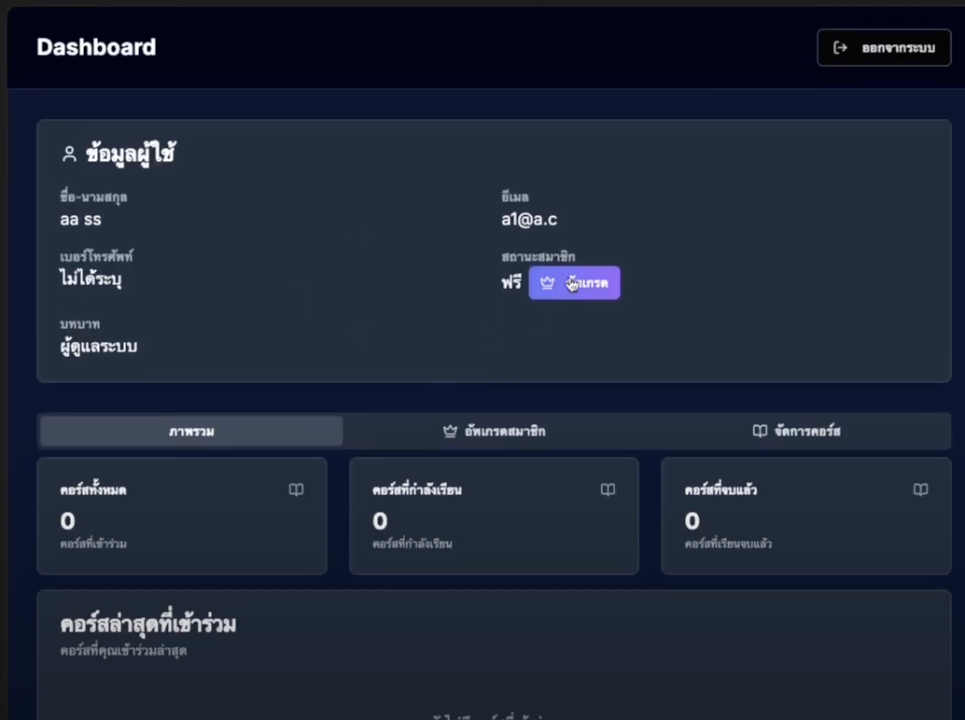 Dashboard
ออกจากระบบ
ข้อมูลผู้ใช้
ชื่อ-นามสกุล
อีเมล
aa ss
a1@a.c
เบอร์โทรศัพท์
สถานะสมาชิก
ไม่ได้ระบุ
ฟรี
บทบาท
ผู้ดูแลระบบ
ภาพรวม
อัพเกรดสมาชิก
จัดการคอร์ส
คอร์สทั้งหมด
คอร์สที่กำลังเรียน
คอร์สที่จบแล้ว
0
0
0
คอร์สที่เข้าร่วม
คอร์สที่กำลังเรียน
คอร์สที่เรียนจบแล้ว
คอร์สล่าสุดที่เข้าร่วม
คอร์สที่คุณเข้าร่วมล่าสุด